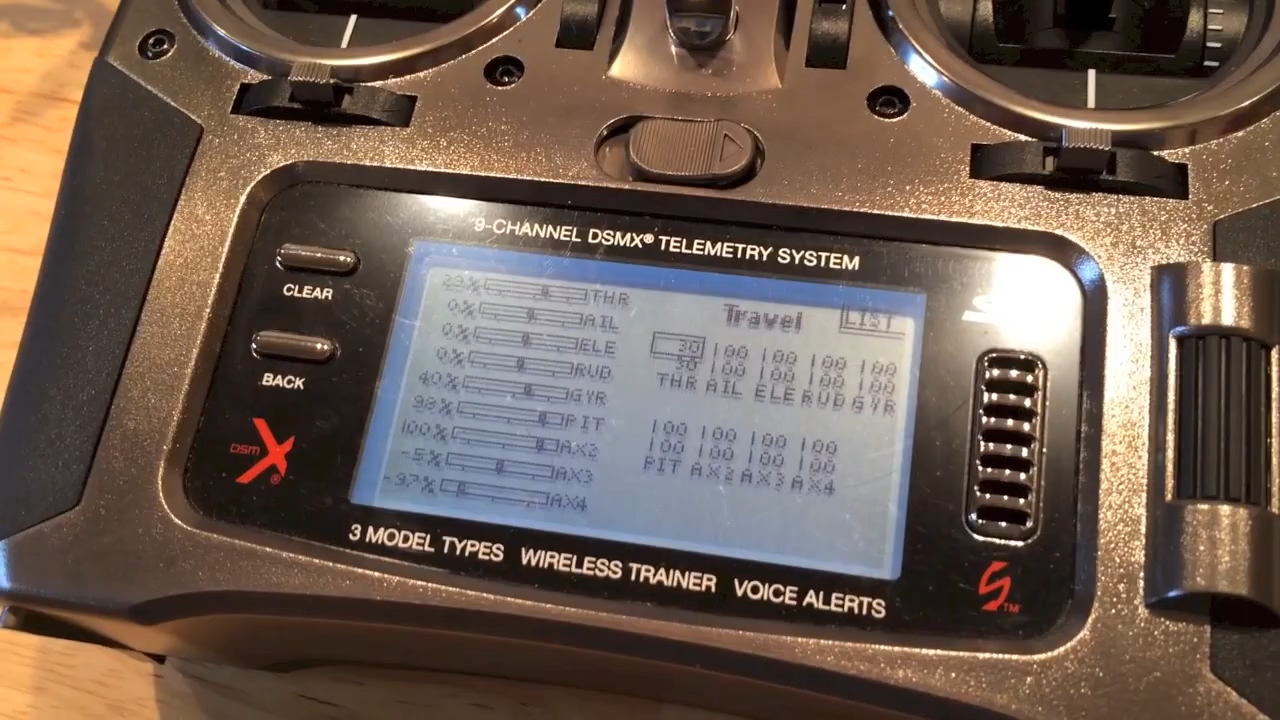 9-CHANNEL DSMX® TELEMETRY SYSTEM
CLEAR
BACK
DSM X®
0% AIL
0% ELE
0% RUD
40% GYR
PIT
100% AX2
-5% AX3
-37% AX4
THR
Travel LIST
30 100 100 100 100
30 100 100 100 100
THR AIL ELE RUD GYR
100 100 100 100
100 100 100 100
PIT AX2 AX3 AX4
3 MODEL TYPES WIRELESS TRAINER VOICE ALERTS
S™